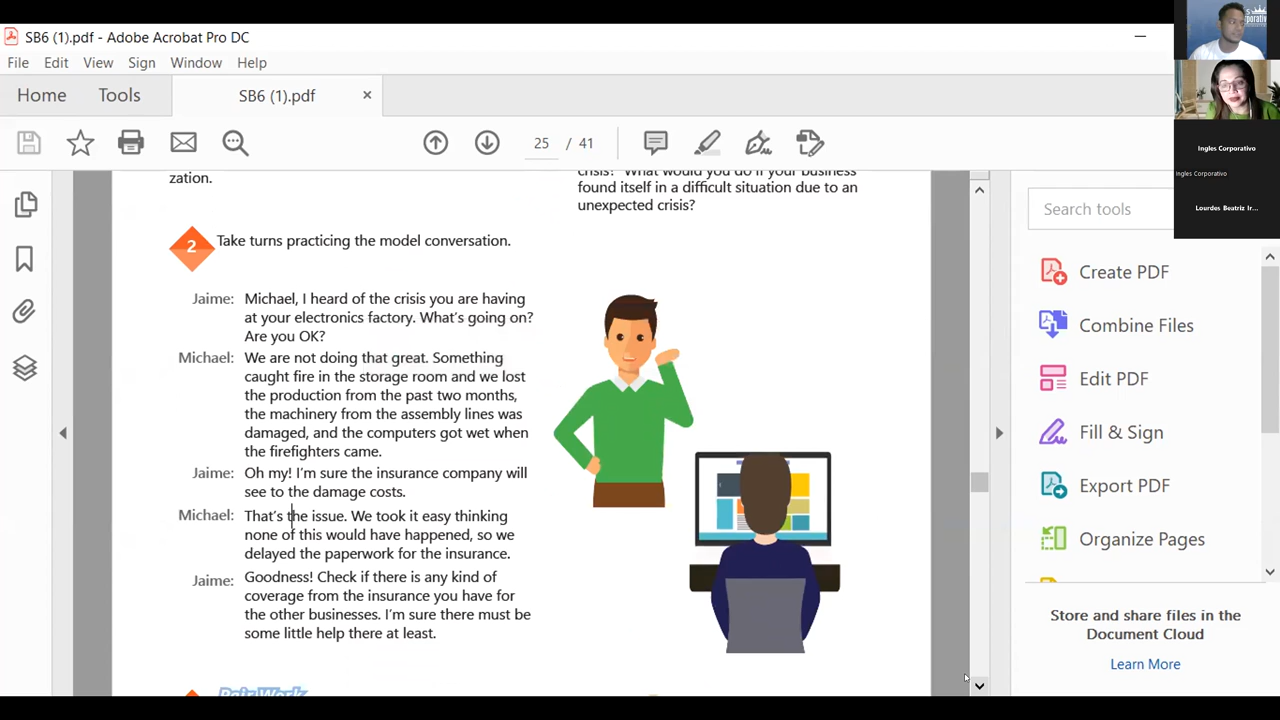 SB6 (1).pdf - Adobe Acrobat Pro DC
File Edit View Sign Window Help
Home Tools SB6 (1).pdf ×
25 / 41
zation.
crisis? What would you do if your business
found itself in a difficult situation due to an
unexpected crisis?
2 Take turns practicing the model conversation.
Jaime: Michael, I heard of the crisis you are having
at your electronics factory. What's going on?
Are you OK?
Michael: We are not doing that great. Something
caught fire in the storage room and we lost
the production from the past two months,
the machinery from the assembly lines was
damaged, and the computers got wet when
the firefighters came.
Jaime: Oh my! I'm sure the insurance company will
see to the damage costs.
Michael: That's the issue. We took it easy thinking
none of this would have happened, so we
delayed the paperwork for the insurance.
Jaime: Goodness! Check if there is any kind of
coverage from the insurance you have for
the other businesses. I'm sure there must be
some little help there at least.
Pair Work
Search tools
Create PDF
Combine Files
Edit PDF
Fill & Sign
Export PDF
Organize Pages
Store and share files in the
Document Cloud
Learn More
Ingles Corporativo
Ingles Corporativo
Lourdes Beatriz Ir...